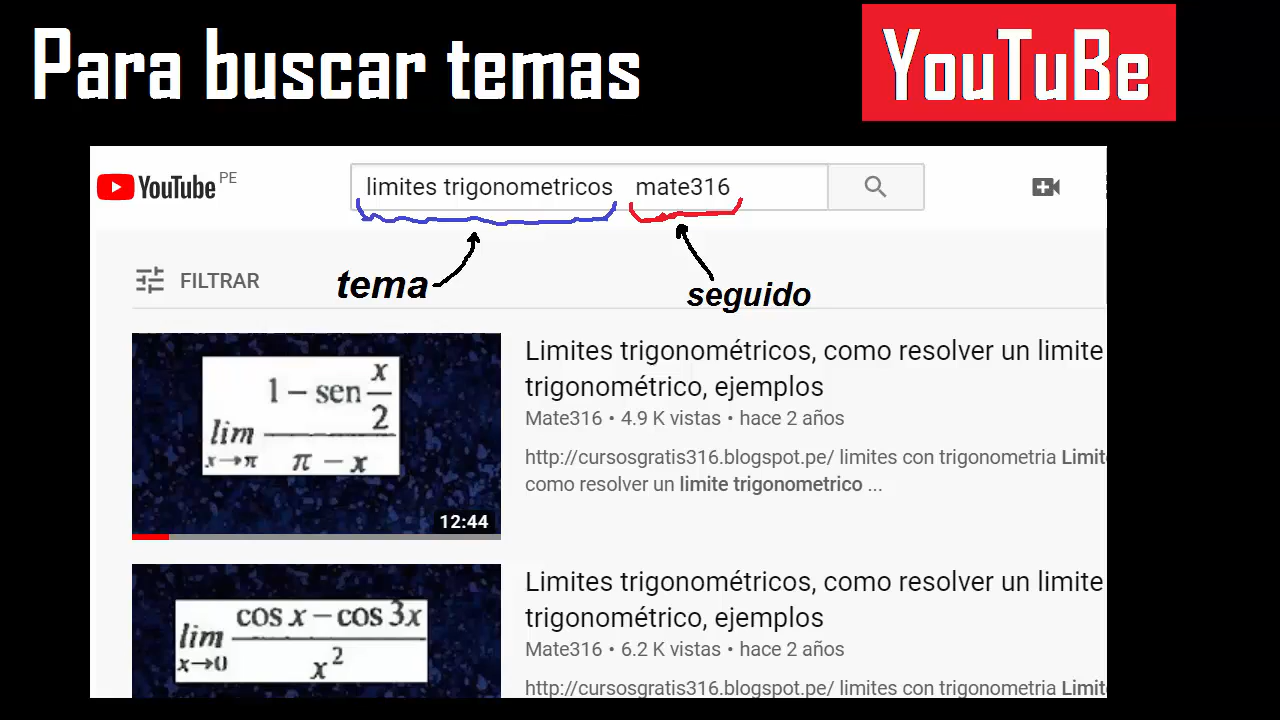 Para buscar temas
YouTuBe
YouTube PE
limites trigonometricos mate316
tema
seguido
FILTRAR
1 − sen x/2
lim
x→π
π − x
12:44
Limites trigonométricos, como resolver un limite
trigonométrico, ejemplos
Mate316 • 4.9 K vistas • hace 2 años
http://cursosgratis316.blogspot.pe/ limites con trigonometria Limit
como resolver un limite trigonometrico ...
cos x − cos 3x
lim
x→0
x²
Limites trigonométricos, como resolver un limite
trigonométrico, ejemplos
Mate316 • 6.2 K vistas • hace 2 años
http://cursosgratis316.blogspot.pe/ limites con trigonometria Limit